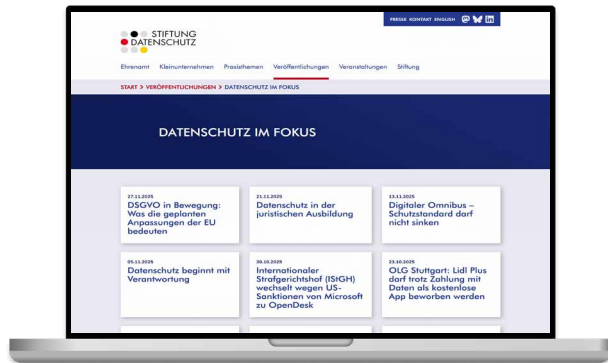 PRESSE KONTAKT ENGLISH
STIFTUNG
DATENSCHUTZ
Ehrenamt Kleinunternehmen Praxisthemen Veröffentlichungen Veranstaltungen Stiftung
START > VERÖFFENTLICHUNGEN > DATENSCHUTZ IM FOKUS
DATENSCHUTZ IM FOKUS
27.11.2025
DSGVO in Bewegung:
Was die geplanten
Anpassungen der EU
bedeuten
21.11.2025
Datenschutz in der
juristischen Ausbildung
13.11.2025
Digitaler Omnibus –
Schutzstandard darf
nicht sinken
05.11.2025
Datenschutz beginnt mit
Verantwortung
30.10.2025
Internationaler
Strafgerichtshof (IStGH)
wechselt wegen US-
Sanktionen von Microsoft
zu OpenDesk
23.10.2025
OLG Stuttgart: Lidl Plus
darf trotz Zahlung mit
Daten als kostenlose
App beworben werden